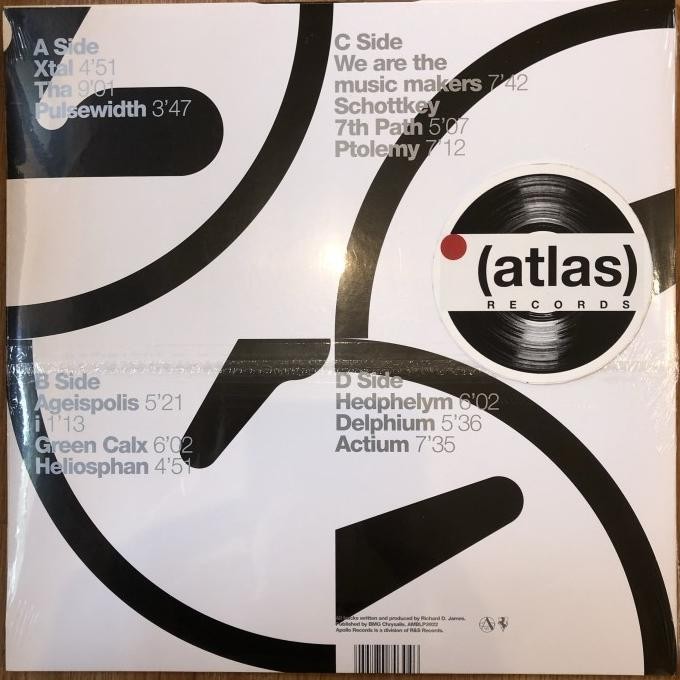 A Side
Xtal 4'51
Tha 9'01
Pulsewidth 3'47
C Side
We are the
music makers 7'42
Schottkey
7th Path 5'07
Ptolemy 7'12
(atlas)
RECORDS
B Side
Ageispolis 5'21
i 1'13
Green Calx 6'02
Heliosphan 4'51
D Side
Hedphelym 6'02
Delphium 5'36
Actium 7'35
All tracks written and produced by Richard D. James.
Published by BMG Chrysalis. AMBLP3922
Apollo Records is a division of R&S Records.